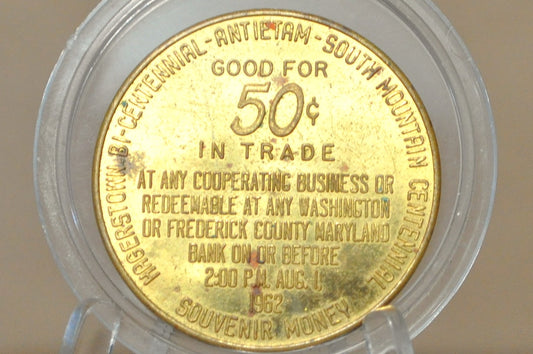 HAGERSTOWN BI-CENTENNIAL-ANTIETAM-SOUTH MOUNTAIN CENTENNIAL
GOOD FOR
50¢
IN TRADE
AT ANY COOPERATING BUSINESS OR
REDEEMABLE AT ANY WASHINGTON
OR FREDERICK COUNTY MARYLAND
BANK ON OR BEFORE
2:00 P.M. AUG. 1,
1962
SOUVENIR MONEY